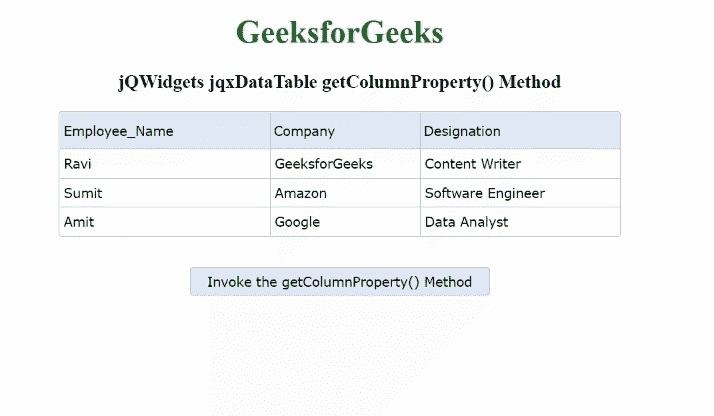 GeeksforGeeks
jQWidgets jqxDataTable getColumnProperty() Method
Employee_Name Company Designation
Ravi GeeksforGeeks Content Writer
Sumit Amazon Software Engineer
Amit Google Data Analyst
Invoke the getColumnProperty() Method